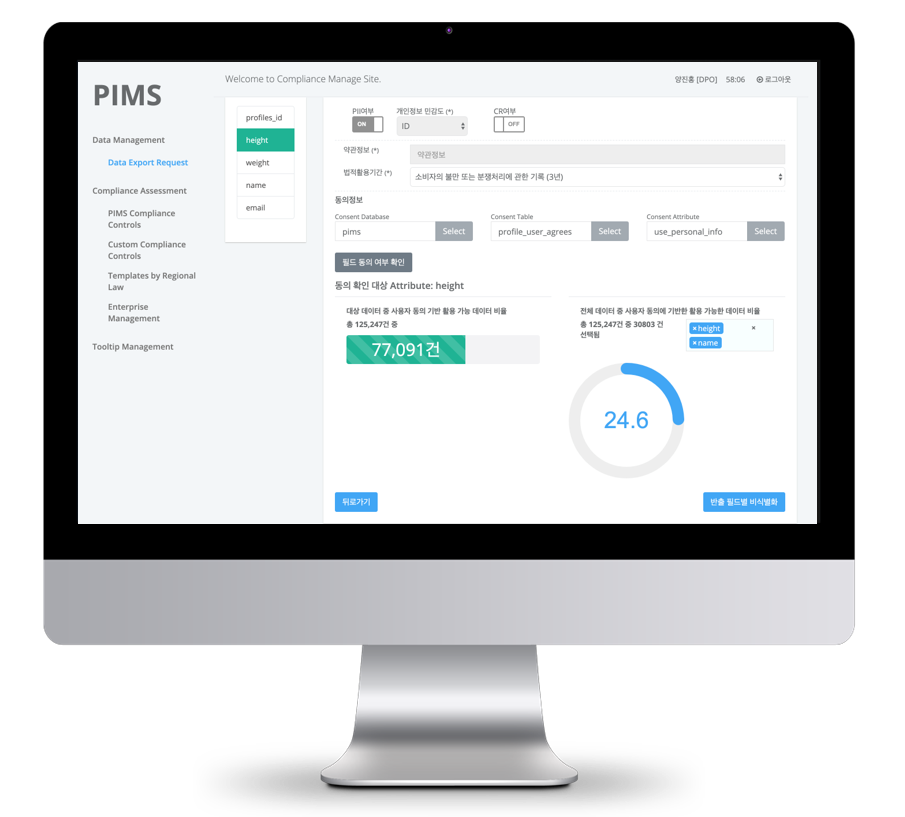 PIMS
Welcome to Compliance Manage Site.
양진홍 [DPO] 58:06 로그아웃
Data Management
Data Export Request
Compliance Assessment
PIMS Compliance
Controls
Custom Compliance
Controls
Templates by Regional
Law
Enterprise
Management
Tooltip Management
profiles_id
height
weight
name
email
PII여부 개인정보 민감도 (*) CR여부
ON ID OFF
약관정보 (*) 약관정보
법적활용기간 (*) 소비자의 불만 또는 분쟁처리에 관한 기록 (3년)
동의정보
Consent Database Consent Table Consent Attribute
pims Select profile_user_agrees Select use_personal_info Select
필드 동의 여부 확인
동의 확인 대상 Attribute: height
대상 데이터 중 사용자 동의 기반 활용 가능 데이터 비율
총 125,247건 중
77,091건
전체 데이터 중 사용자 동의에 기반한 활용 가능한 데이터 비율
총 125,247건 중 30803 건
선택됨
× height ×
× name
24.6
뒤로가기 반출 필드별 비식별화